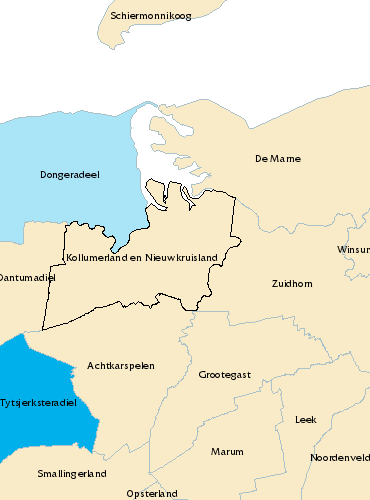 Schiermonnikoog
De Marne
Dongeradeel
Winsum
Kollumerland en Nieuwkruisland
Dantumadiel
Zuidhorn
Achtkarspelen
Grootegast
Tytsjerksteradiel
Leek
Marum
Noordenveld
Smallingerland
Opsterland